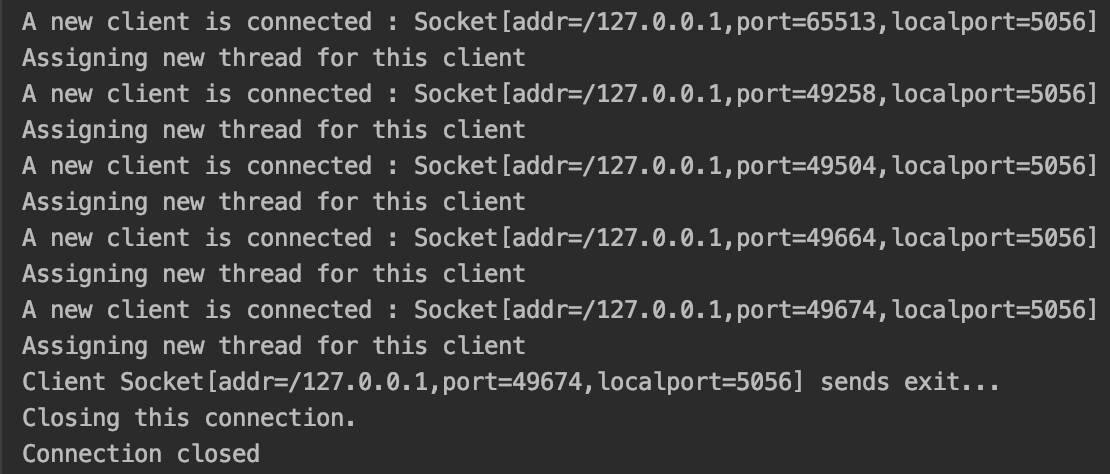 A new client is connected : Socket[addr=/127.0.0.1,port=65513,localport=5056]
Assigning new thread for this client
A new client is connected : Socket[addr=/127.0.0.1,port=49258,localport=5056]
Assigning new thread for this client
A new client is connected : Socket[addr=/127.0.0.1,port=49504,localport=5056]
Assigning new thread for this client
A new client is connected : Socket[addr=/127.0.0.1,port=49664,localport=5056]
Assigning new thread for this client
A new client is connected : Socket[addr=/127.0.0.1,port=49674,localport=5056]
Assigning new thread for this client
Client Socket[addr=/127.0.0.1,port=49674,localport=5056] sends exit...
Closing this connection.
Connection closed